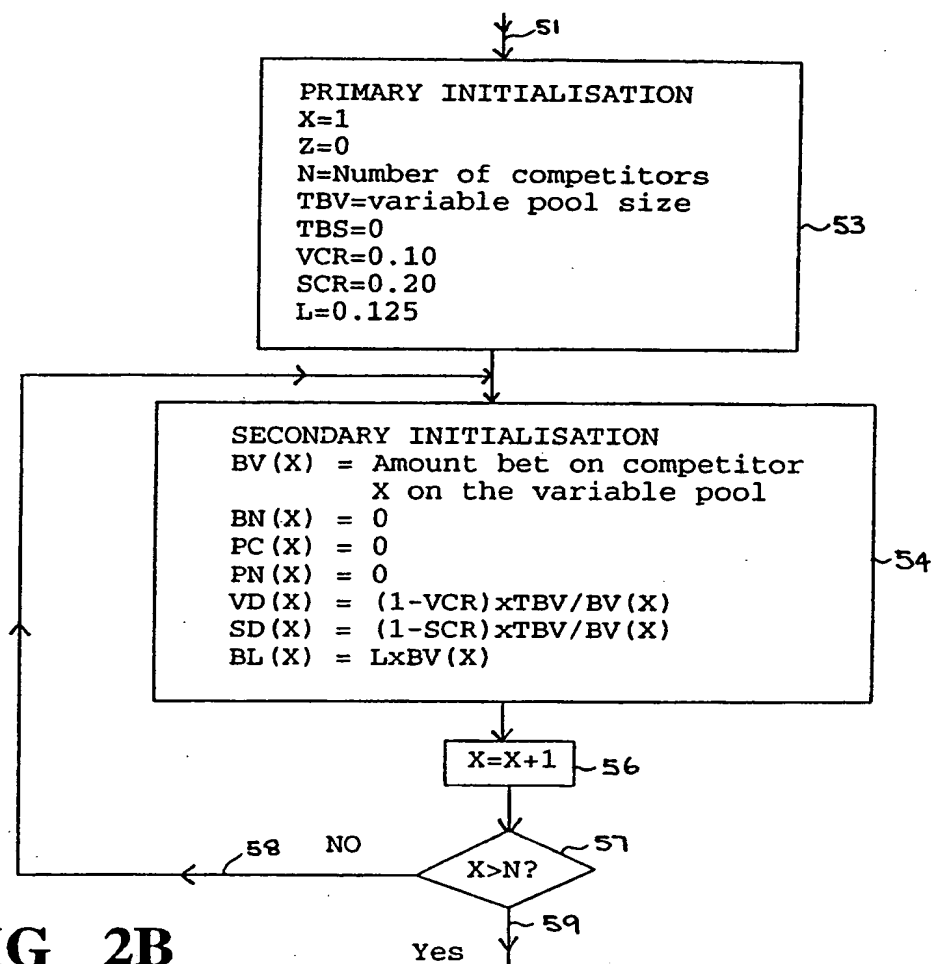 51
PRIMARY INITIALISATION
X=1
Z=0
N=Number of competitors
TBV=variable pool size
TBS=0
VCR=0.10
SCR=0.20
L=0.125
53
SECONDARY INITIALISATION
BV(X) = Amount bet on competitor
X on the variable pool
BN(X) = 0
PC(X) = 0
PN(X) = 0
VD(X) = (1-VCR)xTBV/BV(X)
SD(X) = (1-SCR)xTBV/BV(X)
BL(X) = LxBV(X)
54
X=X+1
56
58 NO
57
X>N?
59
Yes
IG 2B